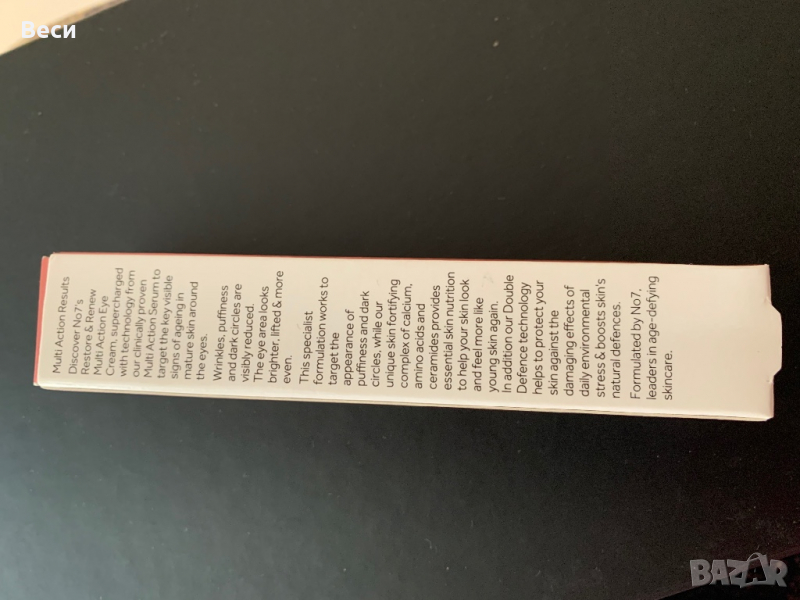 Веси
Multi Action Results
Discover No7's
Restore & Renew
Multi Action Eye
Cream, supercharged
with technology from
our clinically proven
Multi Action Serum to
target the key visible
signs of ageing in
mature skin around
the eyes.
Wrinkles, puffiness
and dark circles are
visibly reduced.
The eye area looks
brighter, lifted & more
even.
This specialist
formulation works to
target the
appearance of
puffiness and dark
circles, while our
unique skin fortifying
complex of calcium,
amino acids and
ceramides provides
essential skin nutrition
to help your skin look
and feel more like
young skin again.
In addition our Double
Defence technology
helps to protect your
skin against the
damaging effects of
daily environmental
stress & boosts skin's
natural defences.
Formulated by No7,
leaders in age-defying
skincare.
BAZAR